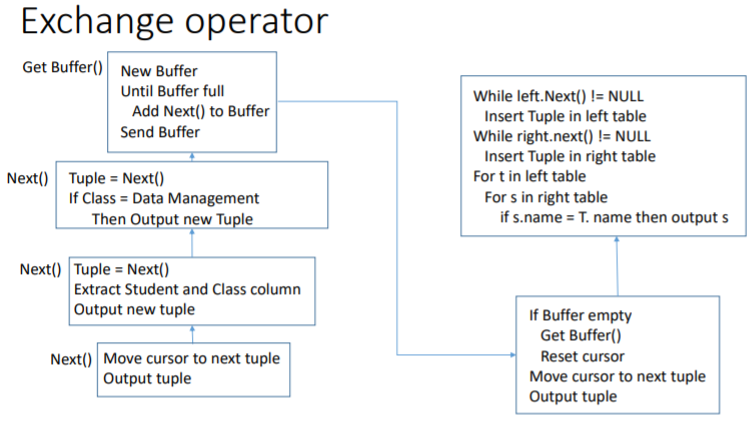 Exchange operator
Get Buffer()
New Buffer
Until Buffer full
Add Next() to Buffer
Send Buffer
Next()
Tuple = Next()
If Class = Data Management
Then Output new Tuple
Next()
Tuple = Next()
Extract Student and Class column
Output new tuple
Next()
Move cursor to next tuple
Output tuple
While left.Next() != NULL
Insert Tuple in left table
While right.next() != NULL
Insert Tuple in right table
For t in left table
For s in right table
if s.name = T. name then output s
If Buffer empty
Get Buffer()
Reset cursor
Move cursor to next tuple
Output tuple